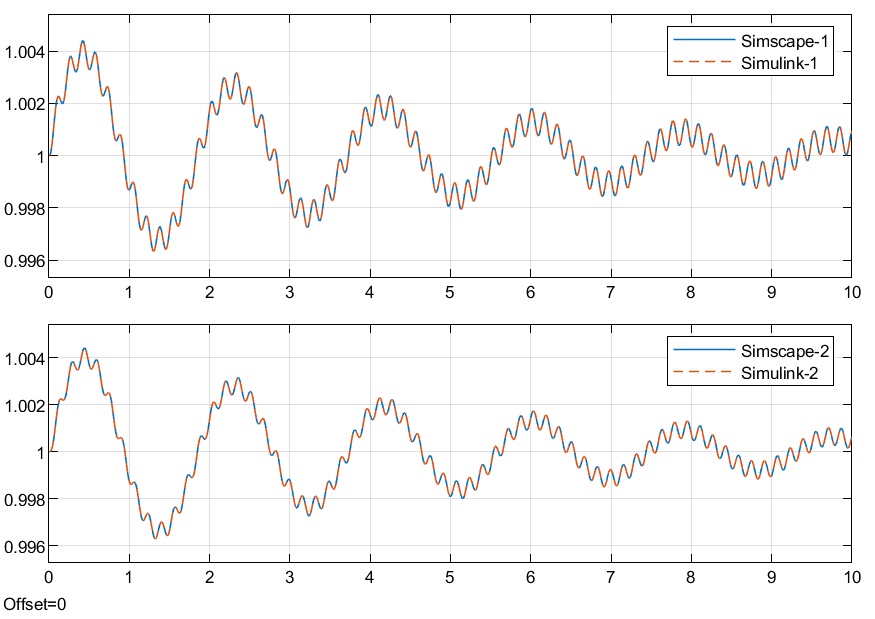 1.004
1.002
1
0.998
0.996
Simscape-1
Simulink-1
0 1 2 3 4 5 6 7 8 9 10
1.004
1.002
1
0.998
0.996
Simscape-2
Simulink-2
0 1 2 3 4 5 6 7 8 9 10
Offset=0